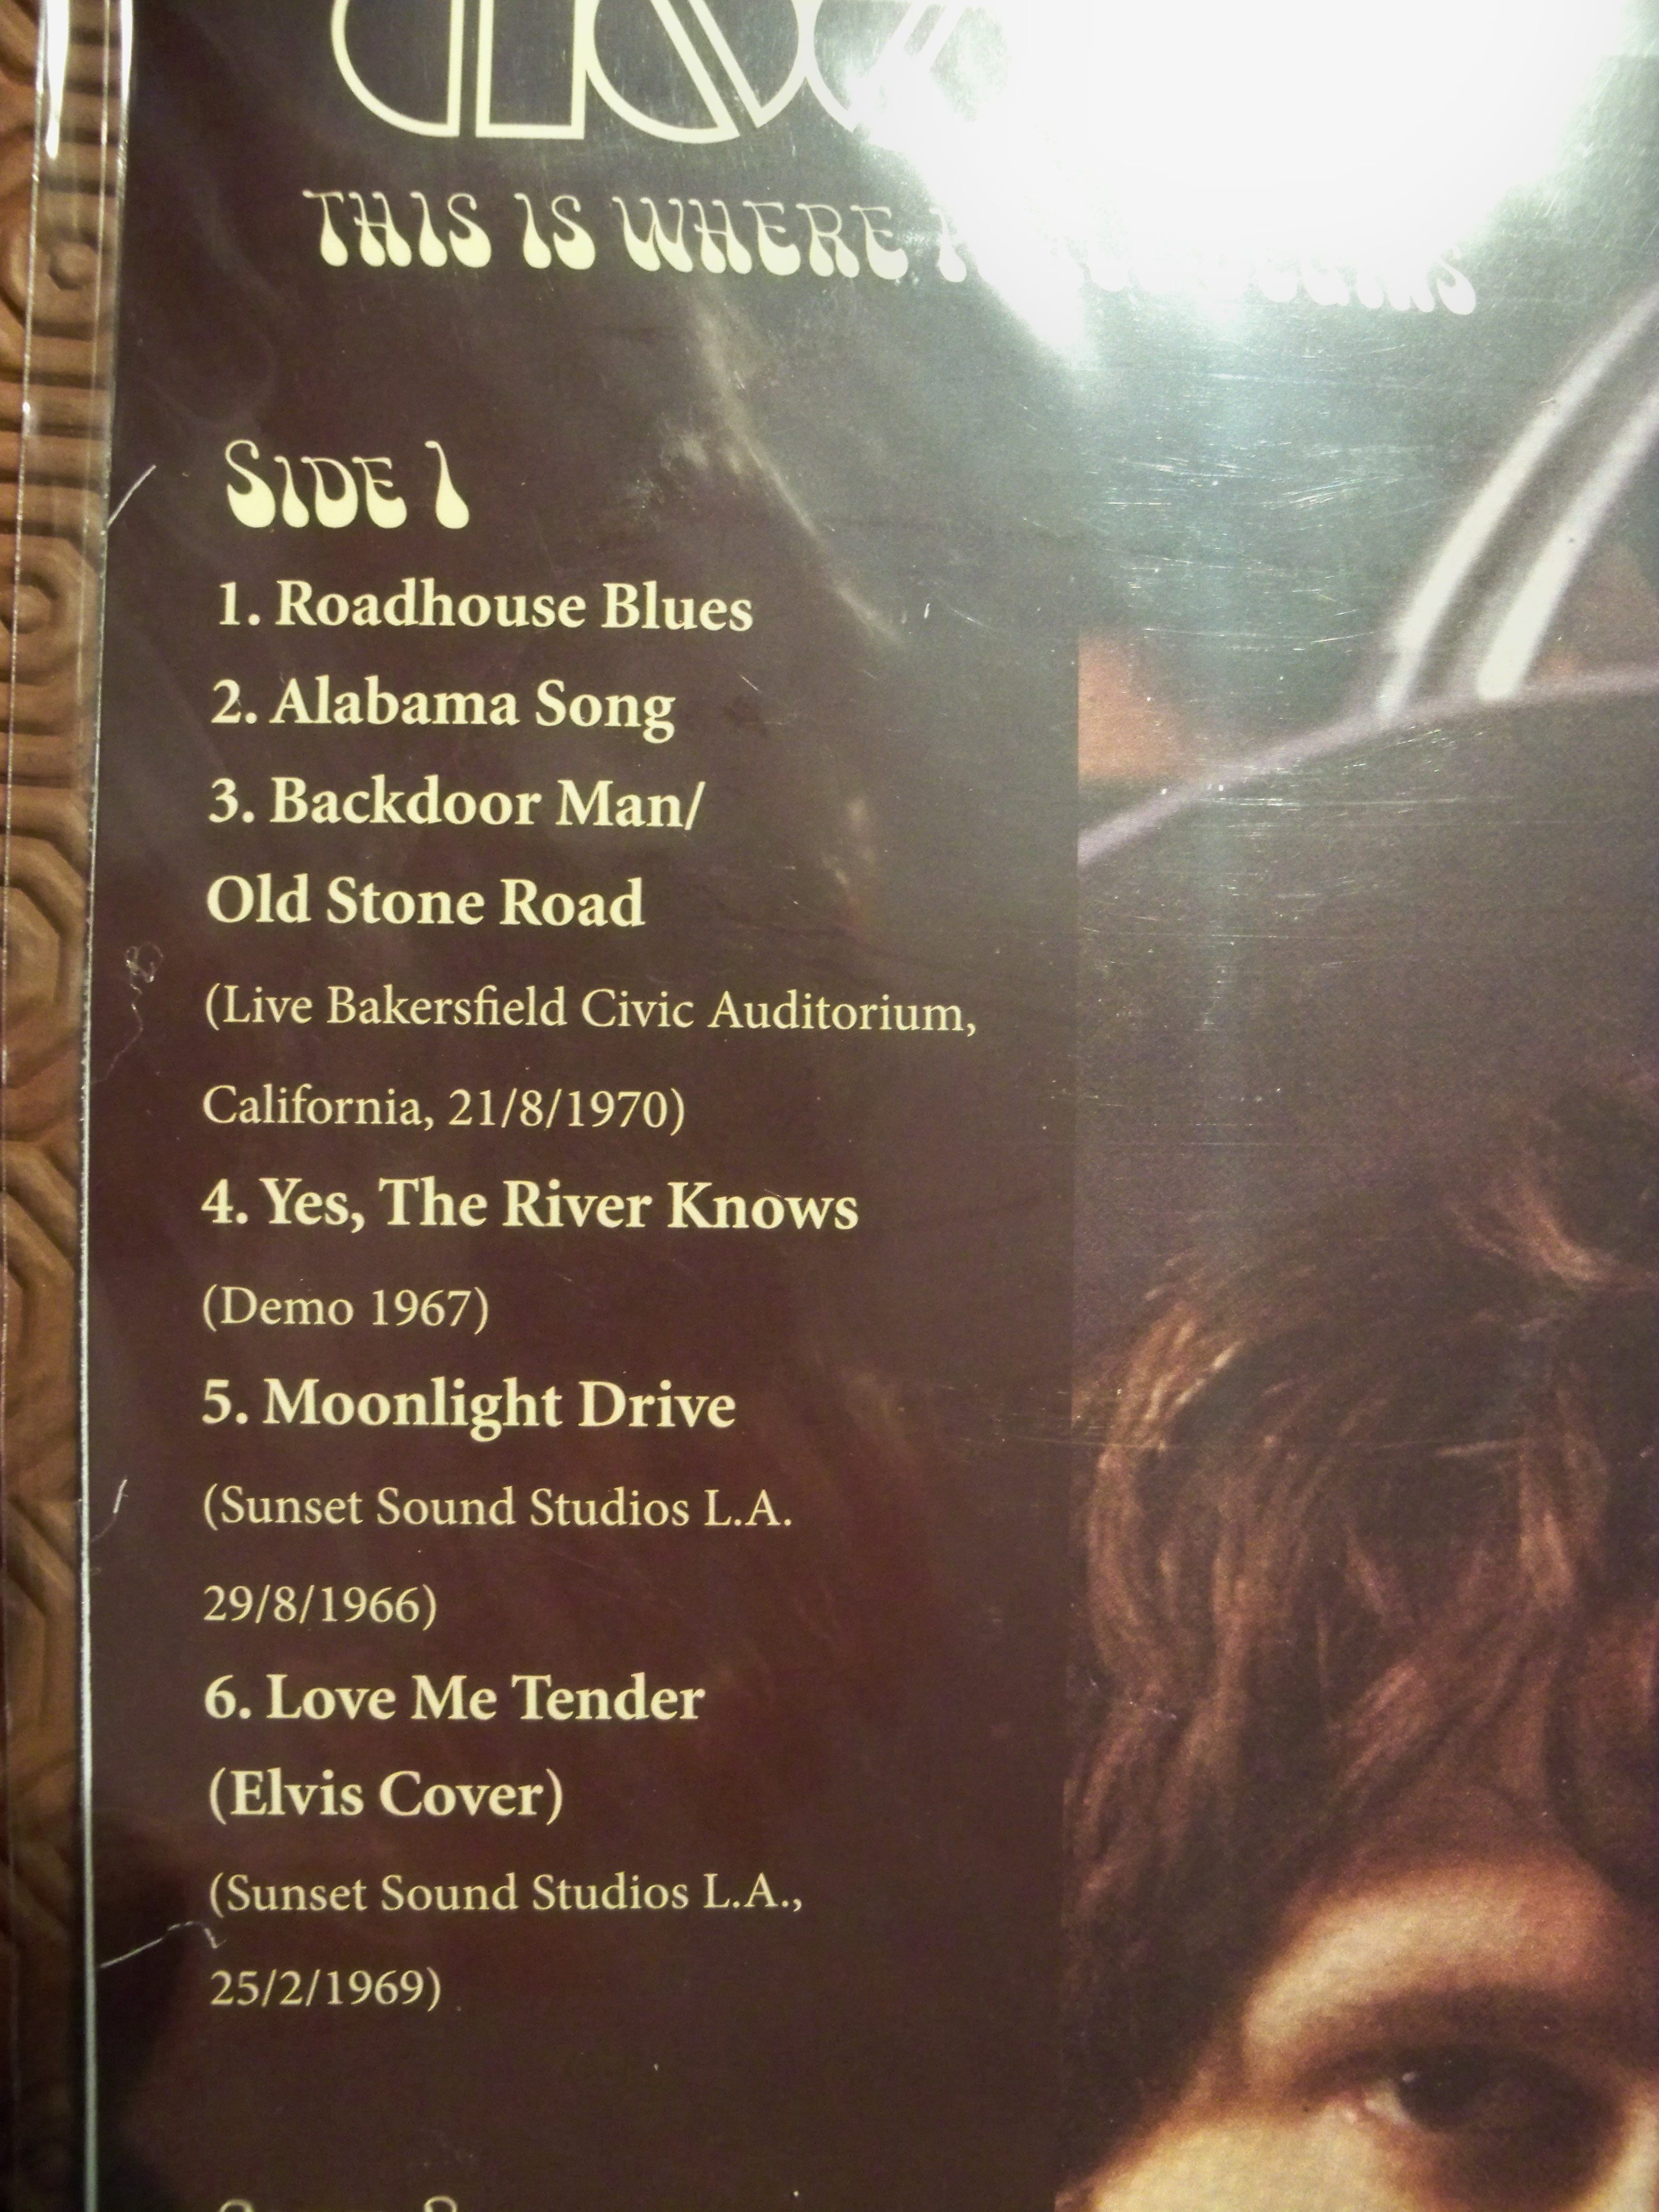 THIS IS WHERE
SIDE 1
1. Roadhouse Blues
2. Alabama Song
3. Backdoor Man/
Old Stone Road
(Live Bakersfield Civic Auditorium,
California, 21/8/1970)
4. Yes, The River Knows
(Demo 1967)
5. Moonlight Drive
(Sunset Sound Studios L.A.
29/8/1966)
6. Love Me Tender
(Elvis Cover)
(Sunset Sound Studios L.A.,
25/2/1969)